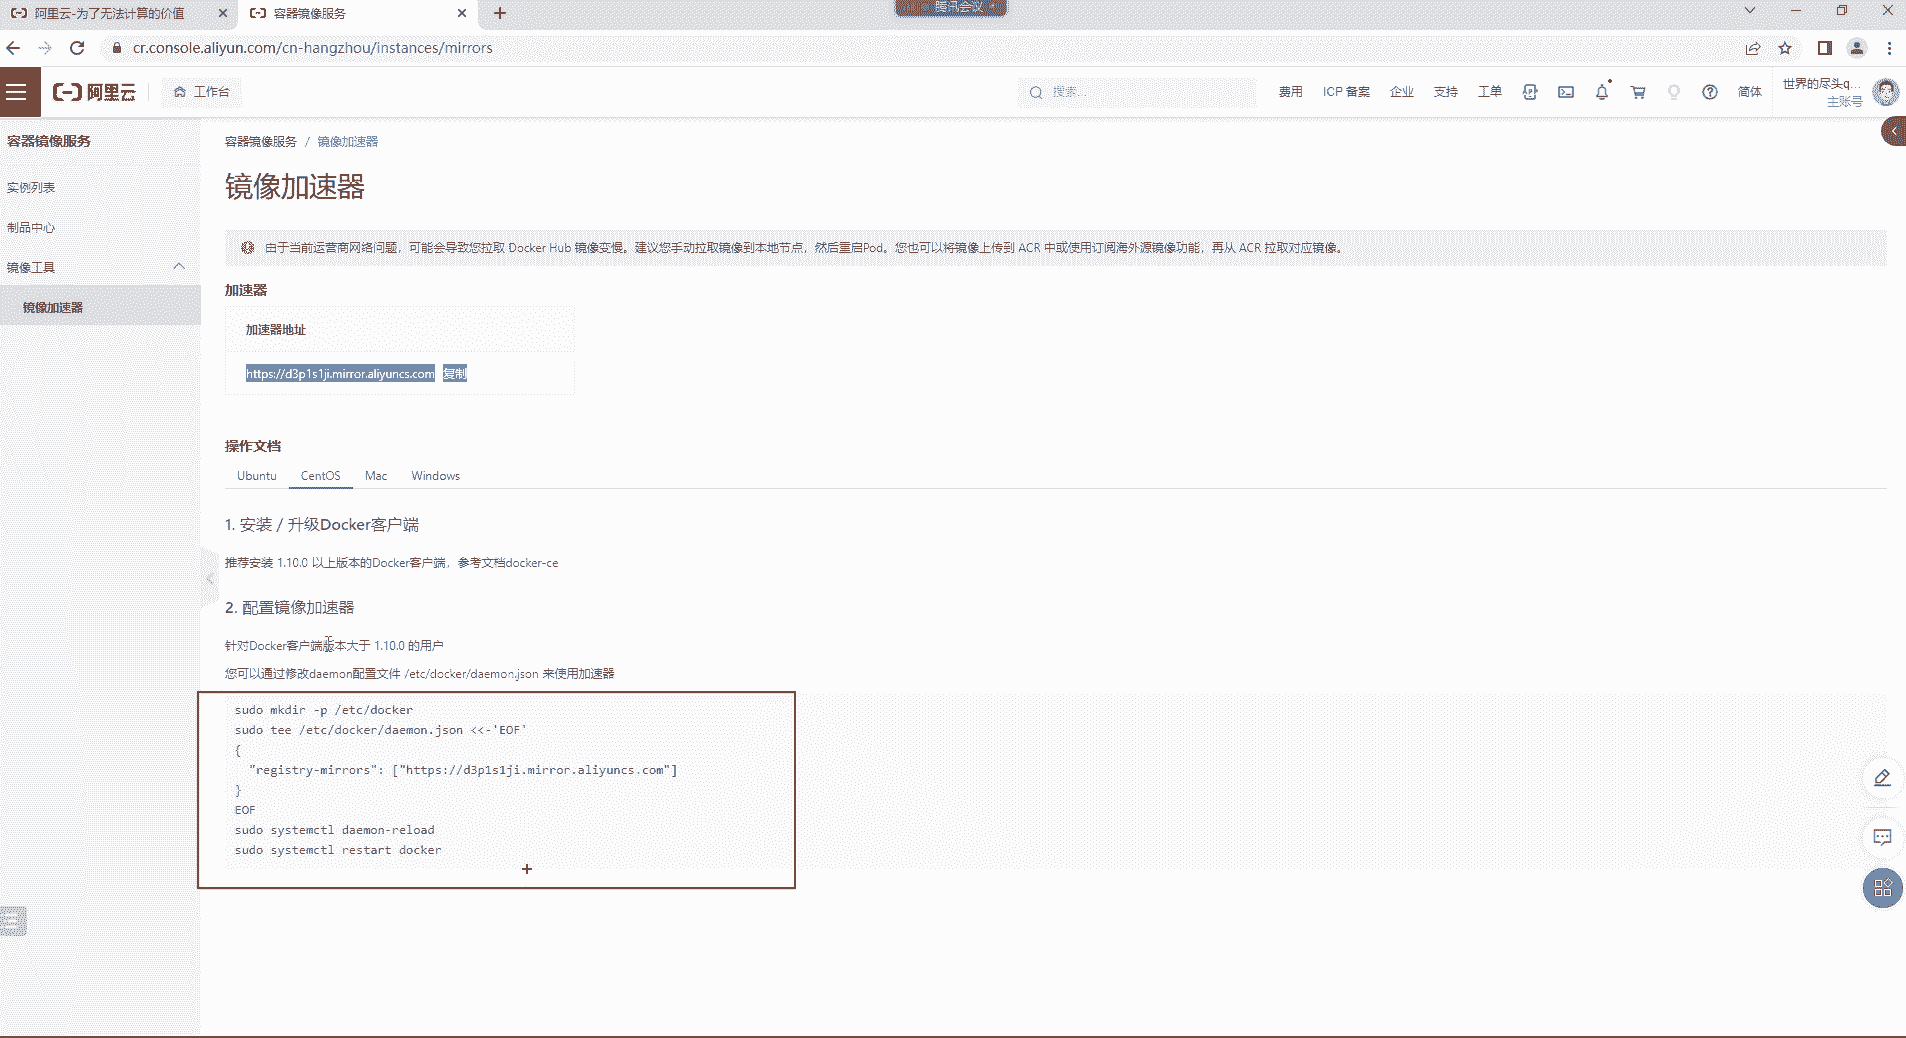 阿里云-为了无法计算的价值
容器镜像服务
腾讯会议
cr.console.aliyun.com/cn-hangzhou/instances/mirrors
阿里云
工作台
搜索...
费用
ICP 备案
企业
支持
工单
简体
世界的尽头q...
主账号
容器镜像服务
实例列表
制品中心
镜像工具
镜像加速器
容器镜像服务 / 镜像加速器
镜像加速器
由于当前运营商网络问题，可能会导致您拉取 Docker Hub 镜像变慢。建议您手动拉取镜像到本地节点，然后重启Pod。您也可以将镜像上传到 ACR 中或使用订阅海外源镜像功能，再从 ACR 拉取对应镜像。
加速器
加速器地址
https://d3p1s1ji.mirror.aliyuncs.com 复制
操作文档
Ubuntu CentOS Mac Windows
1. 安装 / 升级Docker客户端
推荐安装 1.10.0 以上版本的Docker客户端，参考文档docker-ce
2. 配置镜像加速器
针对Docker客户端版本大于 1.10.0 的用户
您可以通过修改daemon配置文件 /etc/docker/daemon.json 来使用加速器
sudo mkdir -p /etc/docker
sudo tee /etc/docker/daemon.json <<-'EOF'
{
"registry-mirrors": ["https://d3p1s1ji.mirror.aliyuncs.com"]
}
EOF
sudo systemctl daemon-reload
sudo systemctl restart docker